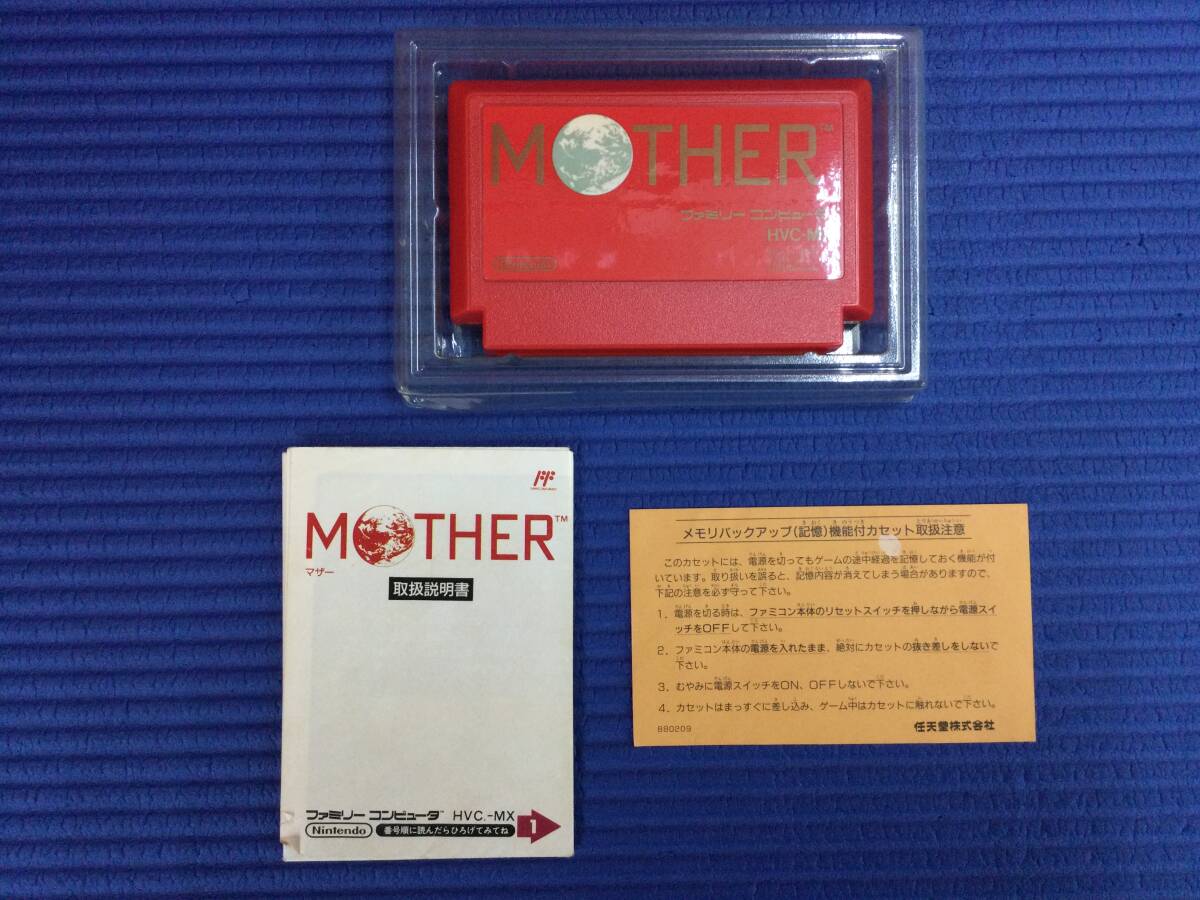 MOTHER™
ファミリー コンピュータ
HVC-M
Nintendo
MOTHER™
マザー
取扱説明書
ファミリー コンピュータ™ HVC.-MX
Nintendo 番号順に読んだらひろげてみてね 1
メモリバックアップ(記憶)機能付カセット取扱注意
このカセットには、電源を切ってもゲームの途中経過を記憶しておく機能が付
いています。取り扱いを誤ると、記憶内容が消えてしまう場合がありますので、
下記の注意を必ず守って下さい。
1．電源を切る時は、ファミコン本体のリセットスイッチを押しながら電源スイ
ッチをOFFして下さい。
2．ファミコン本体の電源を入れたまま、絶対にカセットの抜き差しをしないで
下さい。
3．むやみに電源スイッチをON、OFFしないで下さい。
4．カセットはまっすぐに差し込み、ゲーム中はカセットに触れないで下さい。
880209
任天堂株式会社